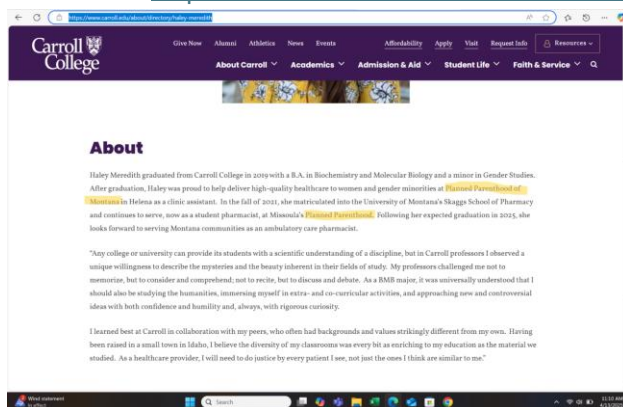 https://www.carroll.edu/about/directory/haley-meredith
Carroll College
Give Now Alumni Athletics News Events Affordability Apply Visit Request Info Resources
About Carroll Academics Admission & Aid Student Life Faith & Service
About
Haley Meredith graduated from Carroll College in 2019 with a B.A. in Biochemistry and Molecular Biology and a minor in Gender Studies.
After graduation, Haley was proud to help deliver high-quality healthcare to women and gender minorities at Planned Parenthood of
Montana in Helena as a clinic assistant. In the fall of 2021, she matriculated into the University of Montana's Skaggs School of Pharmacy
and continues to serve, now as a student pharmacist, at Missoula's Planned Parenthood. Following her expected graduation in 2025, she
looks forward to serving Montana communities as an ambulatory care pharmacist.
"Any college or university can provide its students with a scientific understanding of a discipline, but in Carroll professors I observed a
unique willingness to describe the mysteries and the beauty inherent in their fields of study. My professors challenged me not to
memorize, but to consider and comprehend; not to recite, but to discuss and debate. As a BMB major, it was universally understood that I
should also be studying the humanities, immersing myself in extra- and co-curricular activities, and approaching new and controversial
ideas with both confidence and humility and, always, with rigorous curiosity.
I learned best at Carroll in collaboration with my peers, who often had backgrounds and values strikingly different from my own. Having
been raised in a small town in Idaho, I believe the diversity of my classrooms was every bit as enriching to my education as the material we
studied. As a healthcare provider, I will need to do justice by every patient I see, not just the ones I think are similar to me."
Wind statement
In effect
Search
11:10 AM
4/13/2025